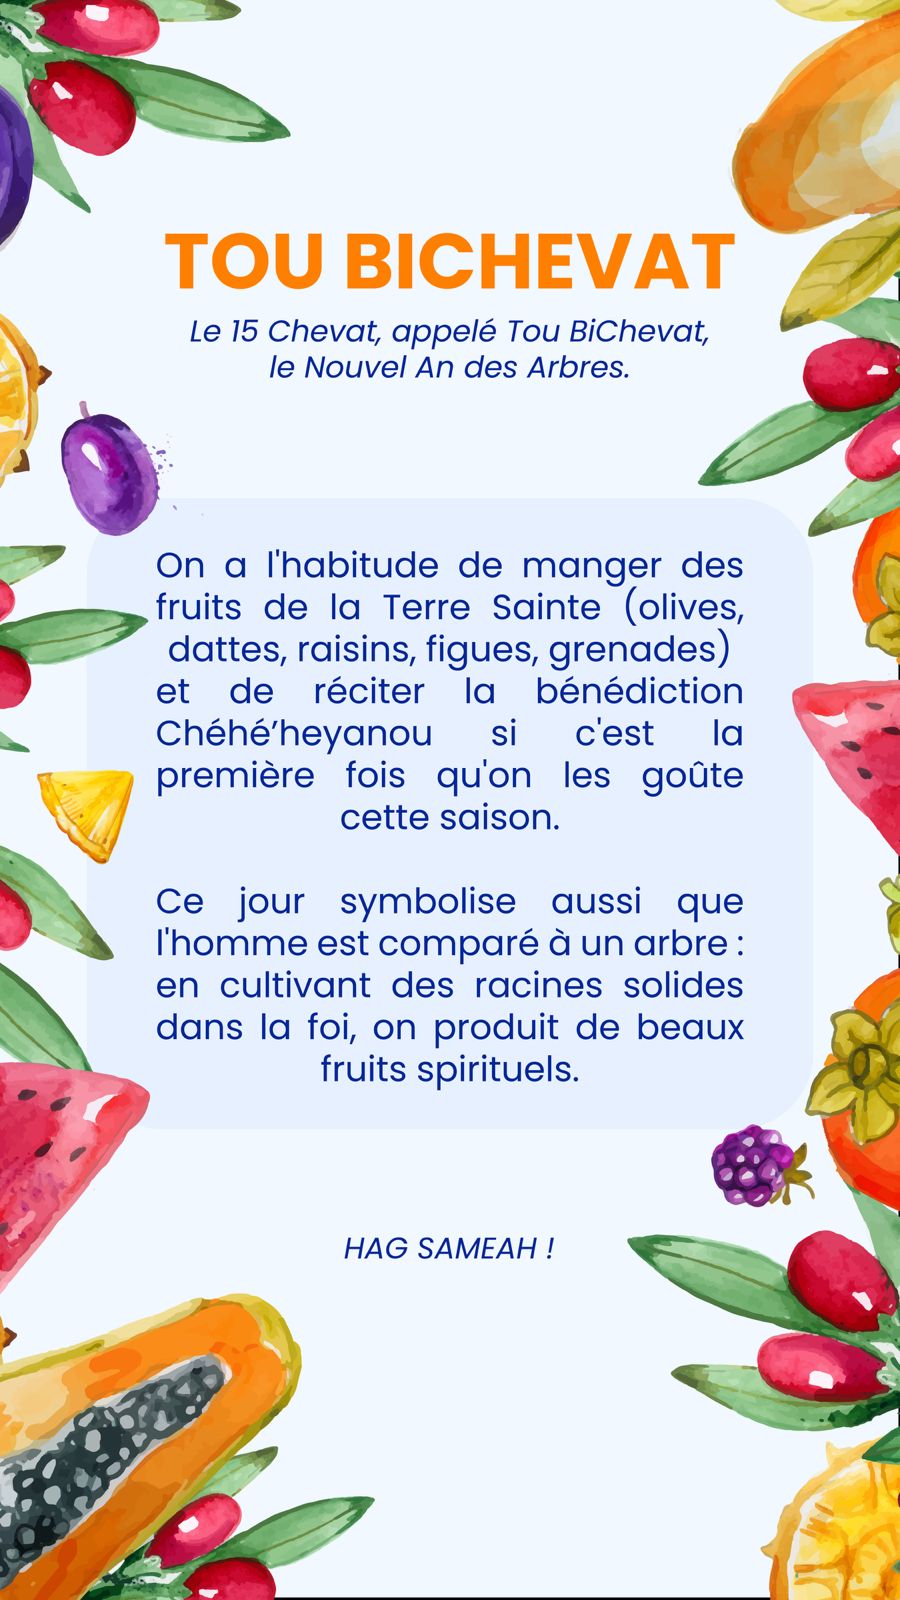 TOU BICHEVAT
Le 15 Chevat, appelé Tou BiChevat,
le Nouvel An des Arbres.
On a l'habitude de manger des
fruits de la Terre Sainte (olives,
dattes, raisins, figues, grenades)
et de réciter la bénédiction
Chéhé’heyanou si c'est la
première fois qu'on les goûte
cette saison.
Ce jour symbolise aussi que
l'homme est comparé à un arbre :
en cultivant des racines solides
dans la foi, on produit de beaux
fruits spirituels.
HAG SAMEAH !